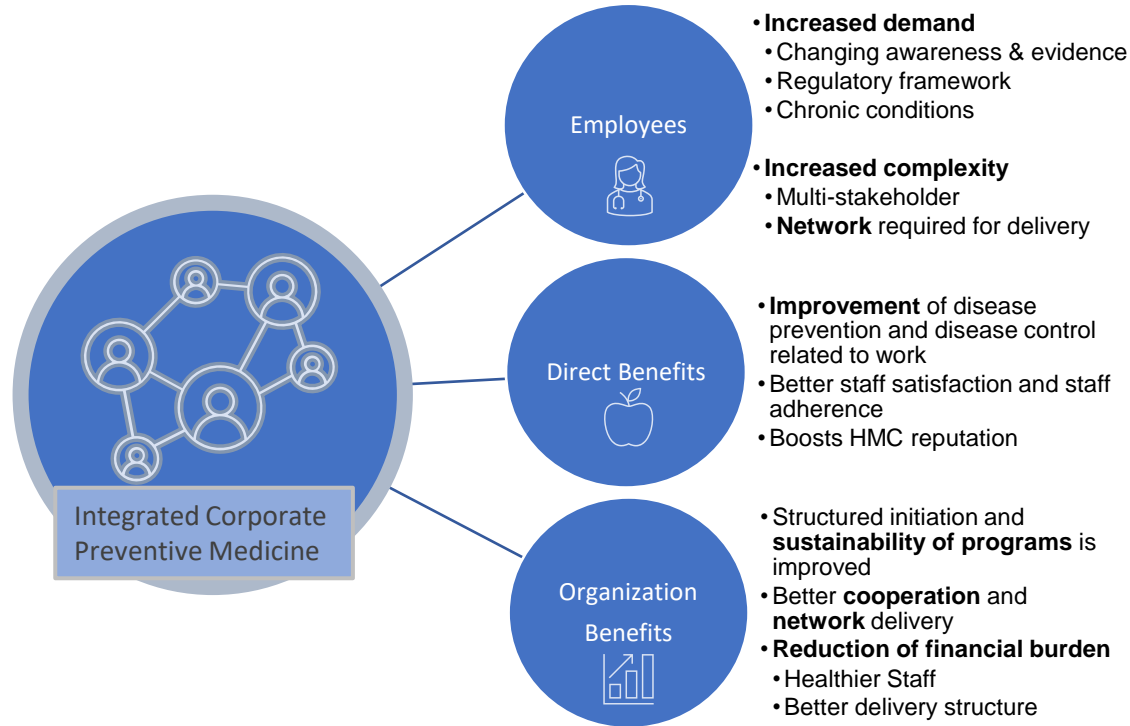 Integrated Corporate
Preventive Medicine
Employees
• Increased demand
• Changing awareness & evidence
• Regulatory framework
• Chronic conditions
• Increased complexity
• Multi-stakeholder
• Network required for delivery
Direct Benefits
• Improvement of disease
prevention and disease control
related to work
• Better staff satisfaction and staff
adherence
• Boosts HMC reputation
Organization
Benefits
• Structured initiation and
sustainability of programs is
improved
• Better cooperation and
network delivery
• Reduction of financial burden
• Healthier Staff
• Better delivery structure